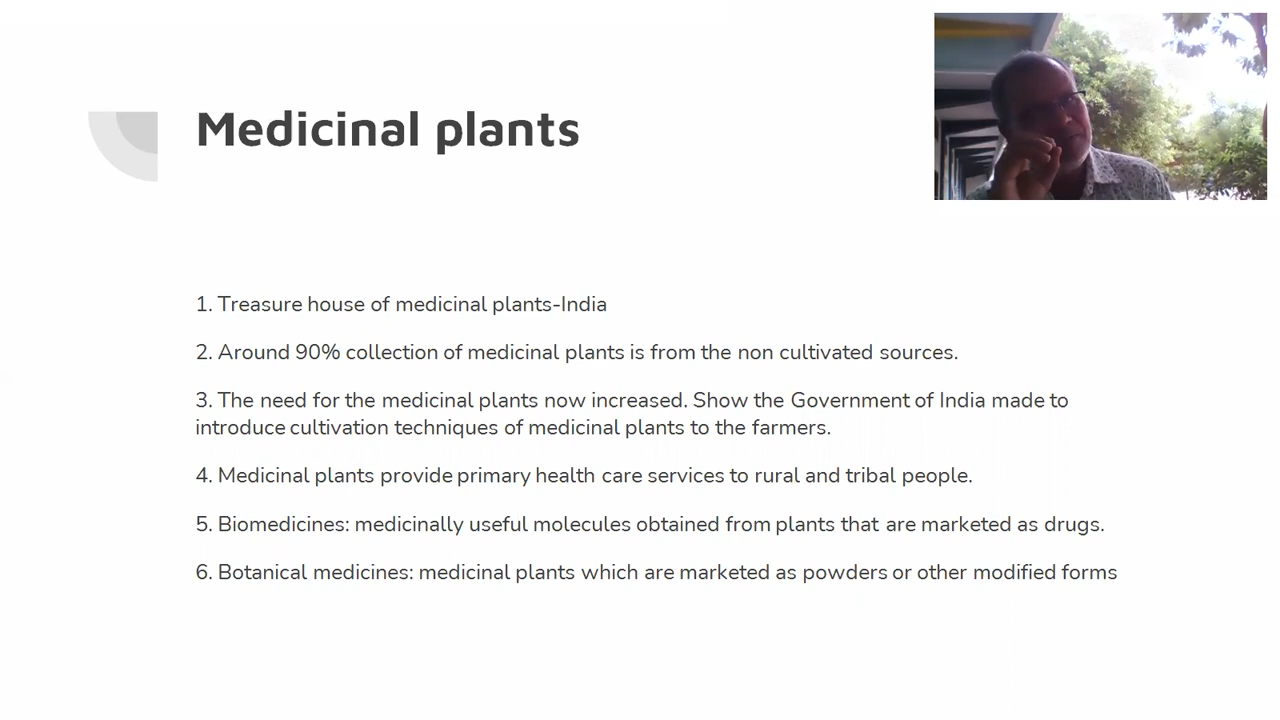 Medicinal plants
1. Treasure house of medicinal plants-India
2. Around 90% collection of medicinal plants is from the non cultivated sources.
3. The need for the medicinal plants now increased. Show the Government of India made to
introduce cultivation techniques of medicinal plants to the farmers.
4. Medicinal plants provide primary health care services to rural and tribal people.
5. Biomedicines: medicinally useful molecules obtained from plants that are marketed as drugs.
6. Botanical medicines: medicinal plants which are marketed as powders or other modified forms